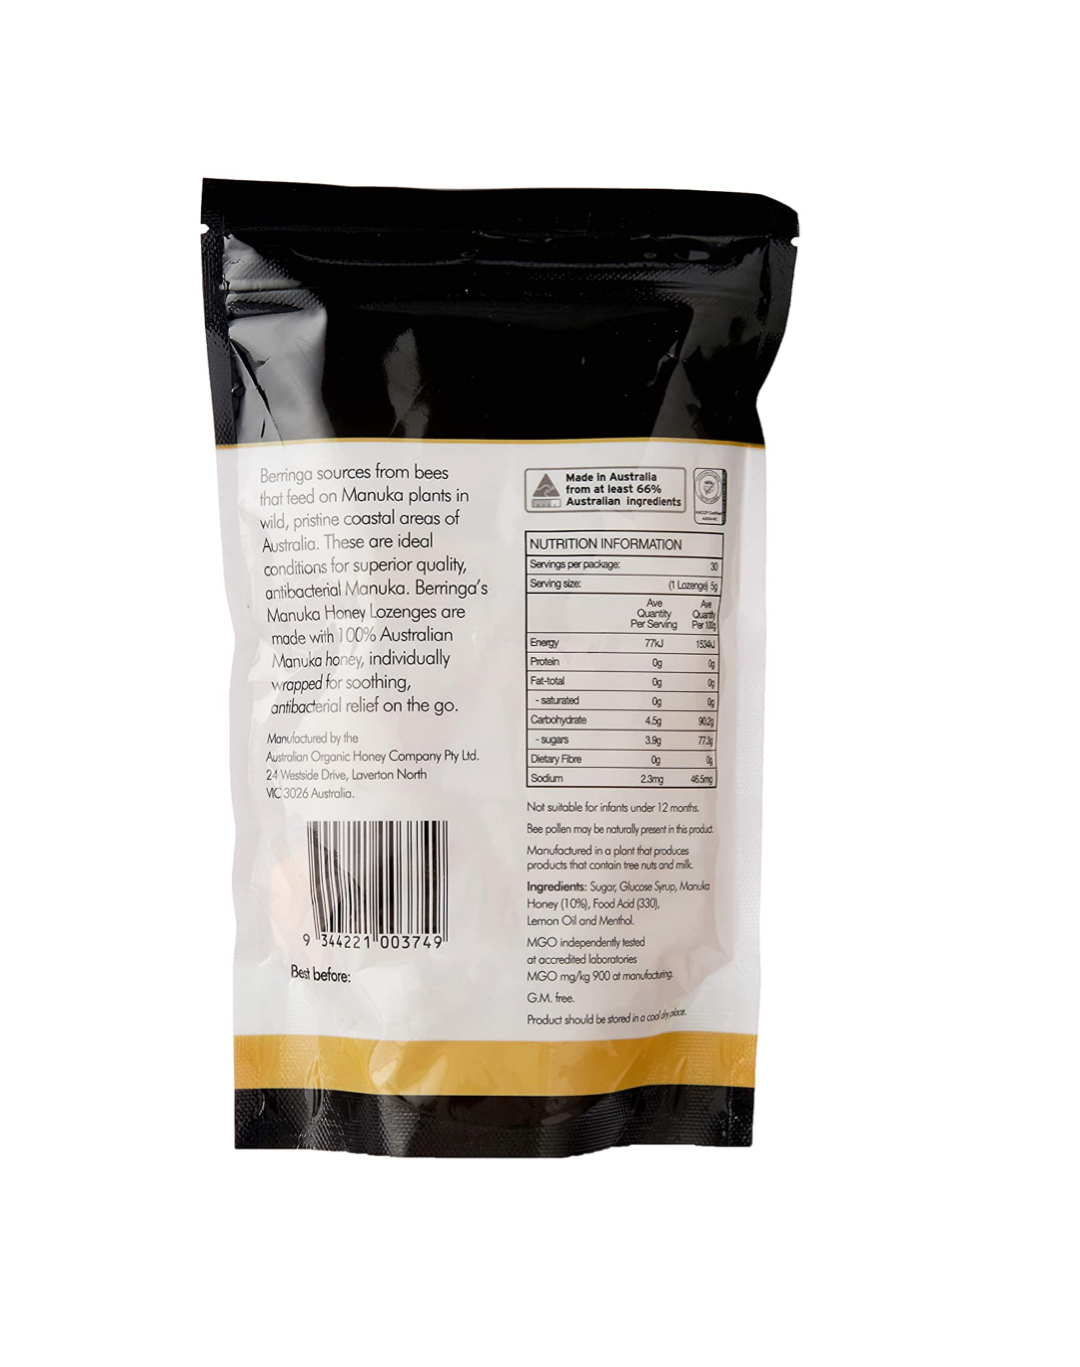 Berringa sources from bees
that feed on Manuka plants in
wild, pristine coastal areas of
Australia. These are ideal
conditions for superior quality,
antibacterial Manuka. Berringa's
Manuka Honey Lozenges are
made with 100% Australian
Manuka honey, individually
wrapped for soothing,
antibacterial relief on the go.
Manufactured by the
Australian Organic Honey Company Pty Ltd.
24 Westside Drive, Laverton North
VIC 3026 Australia.
9 344221 003749
Best before:
Made in Australia
from at least 66%
Australian ingredients
NUTRITION INFORMATION
Servings per package: 30
Serving size: (1 Lozenge) 5g
Ave Ave
Quantity Quantity
Per Serving Per 100g
Energy 77kJ 1534kJ
Protein 0g 0g
Fat-total 0g 0g
- saturated 0g 0g
Carbohydrate 4.5g 90.2g
- sugars 3.9g 77.3g
Dietary Fibre 0g 0g
Sodium 2.3mg 46.5mg
Not suitable for infants under 12 months.
Bee pollen may be naturally present in this product.
Manufactured in a plant that produces
products that contain tree nuts and milk.
Ingredients: Sugar, Glucose Syrup, Manuka
Honey (10%), Food Acid (330),
Lemon Oil and Menthol.
MGO independently tested
at accredited laboratories
MGO mg/kg 900 at manufacturing.
G.M. free.
Product should be stored in a cool dry place.